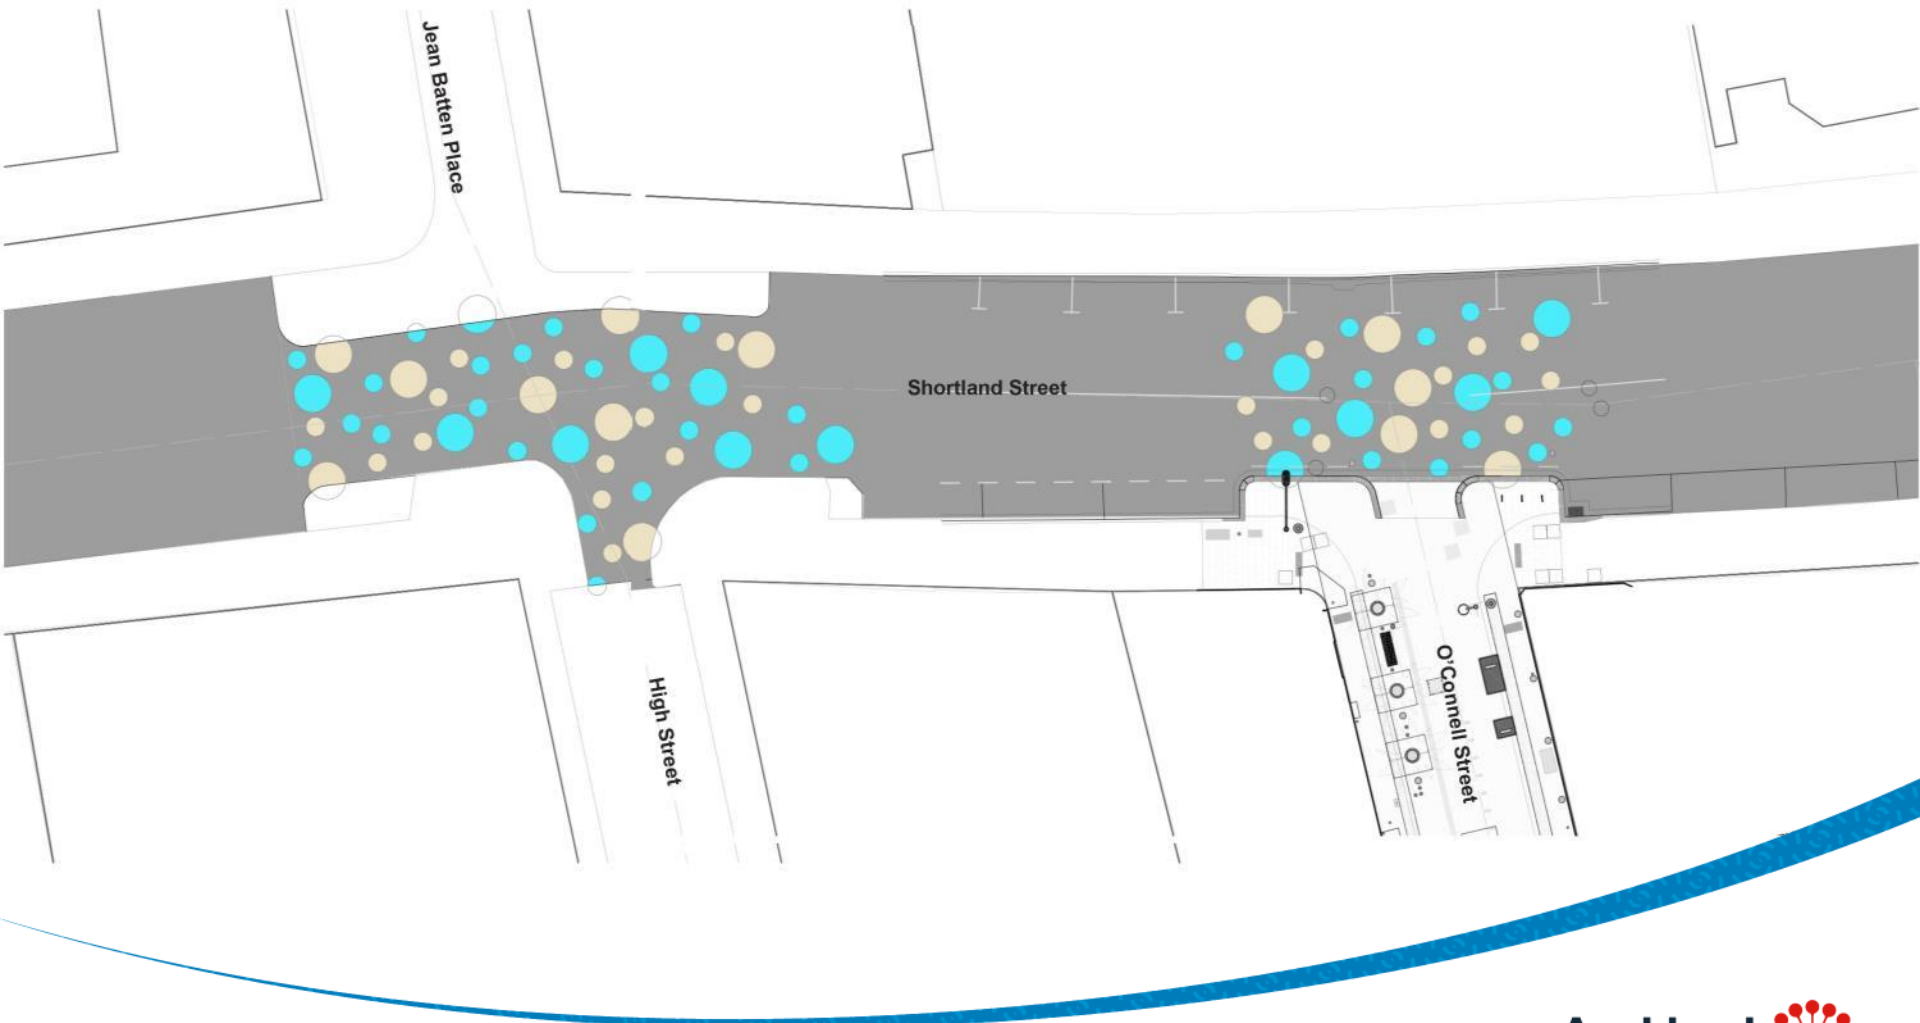 Jean Batten Place
Shortland Street
High Street
O'Connell Street